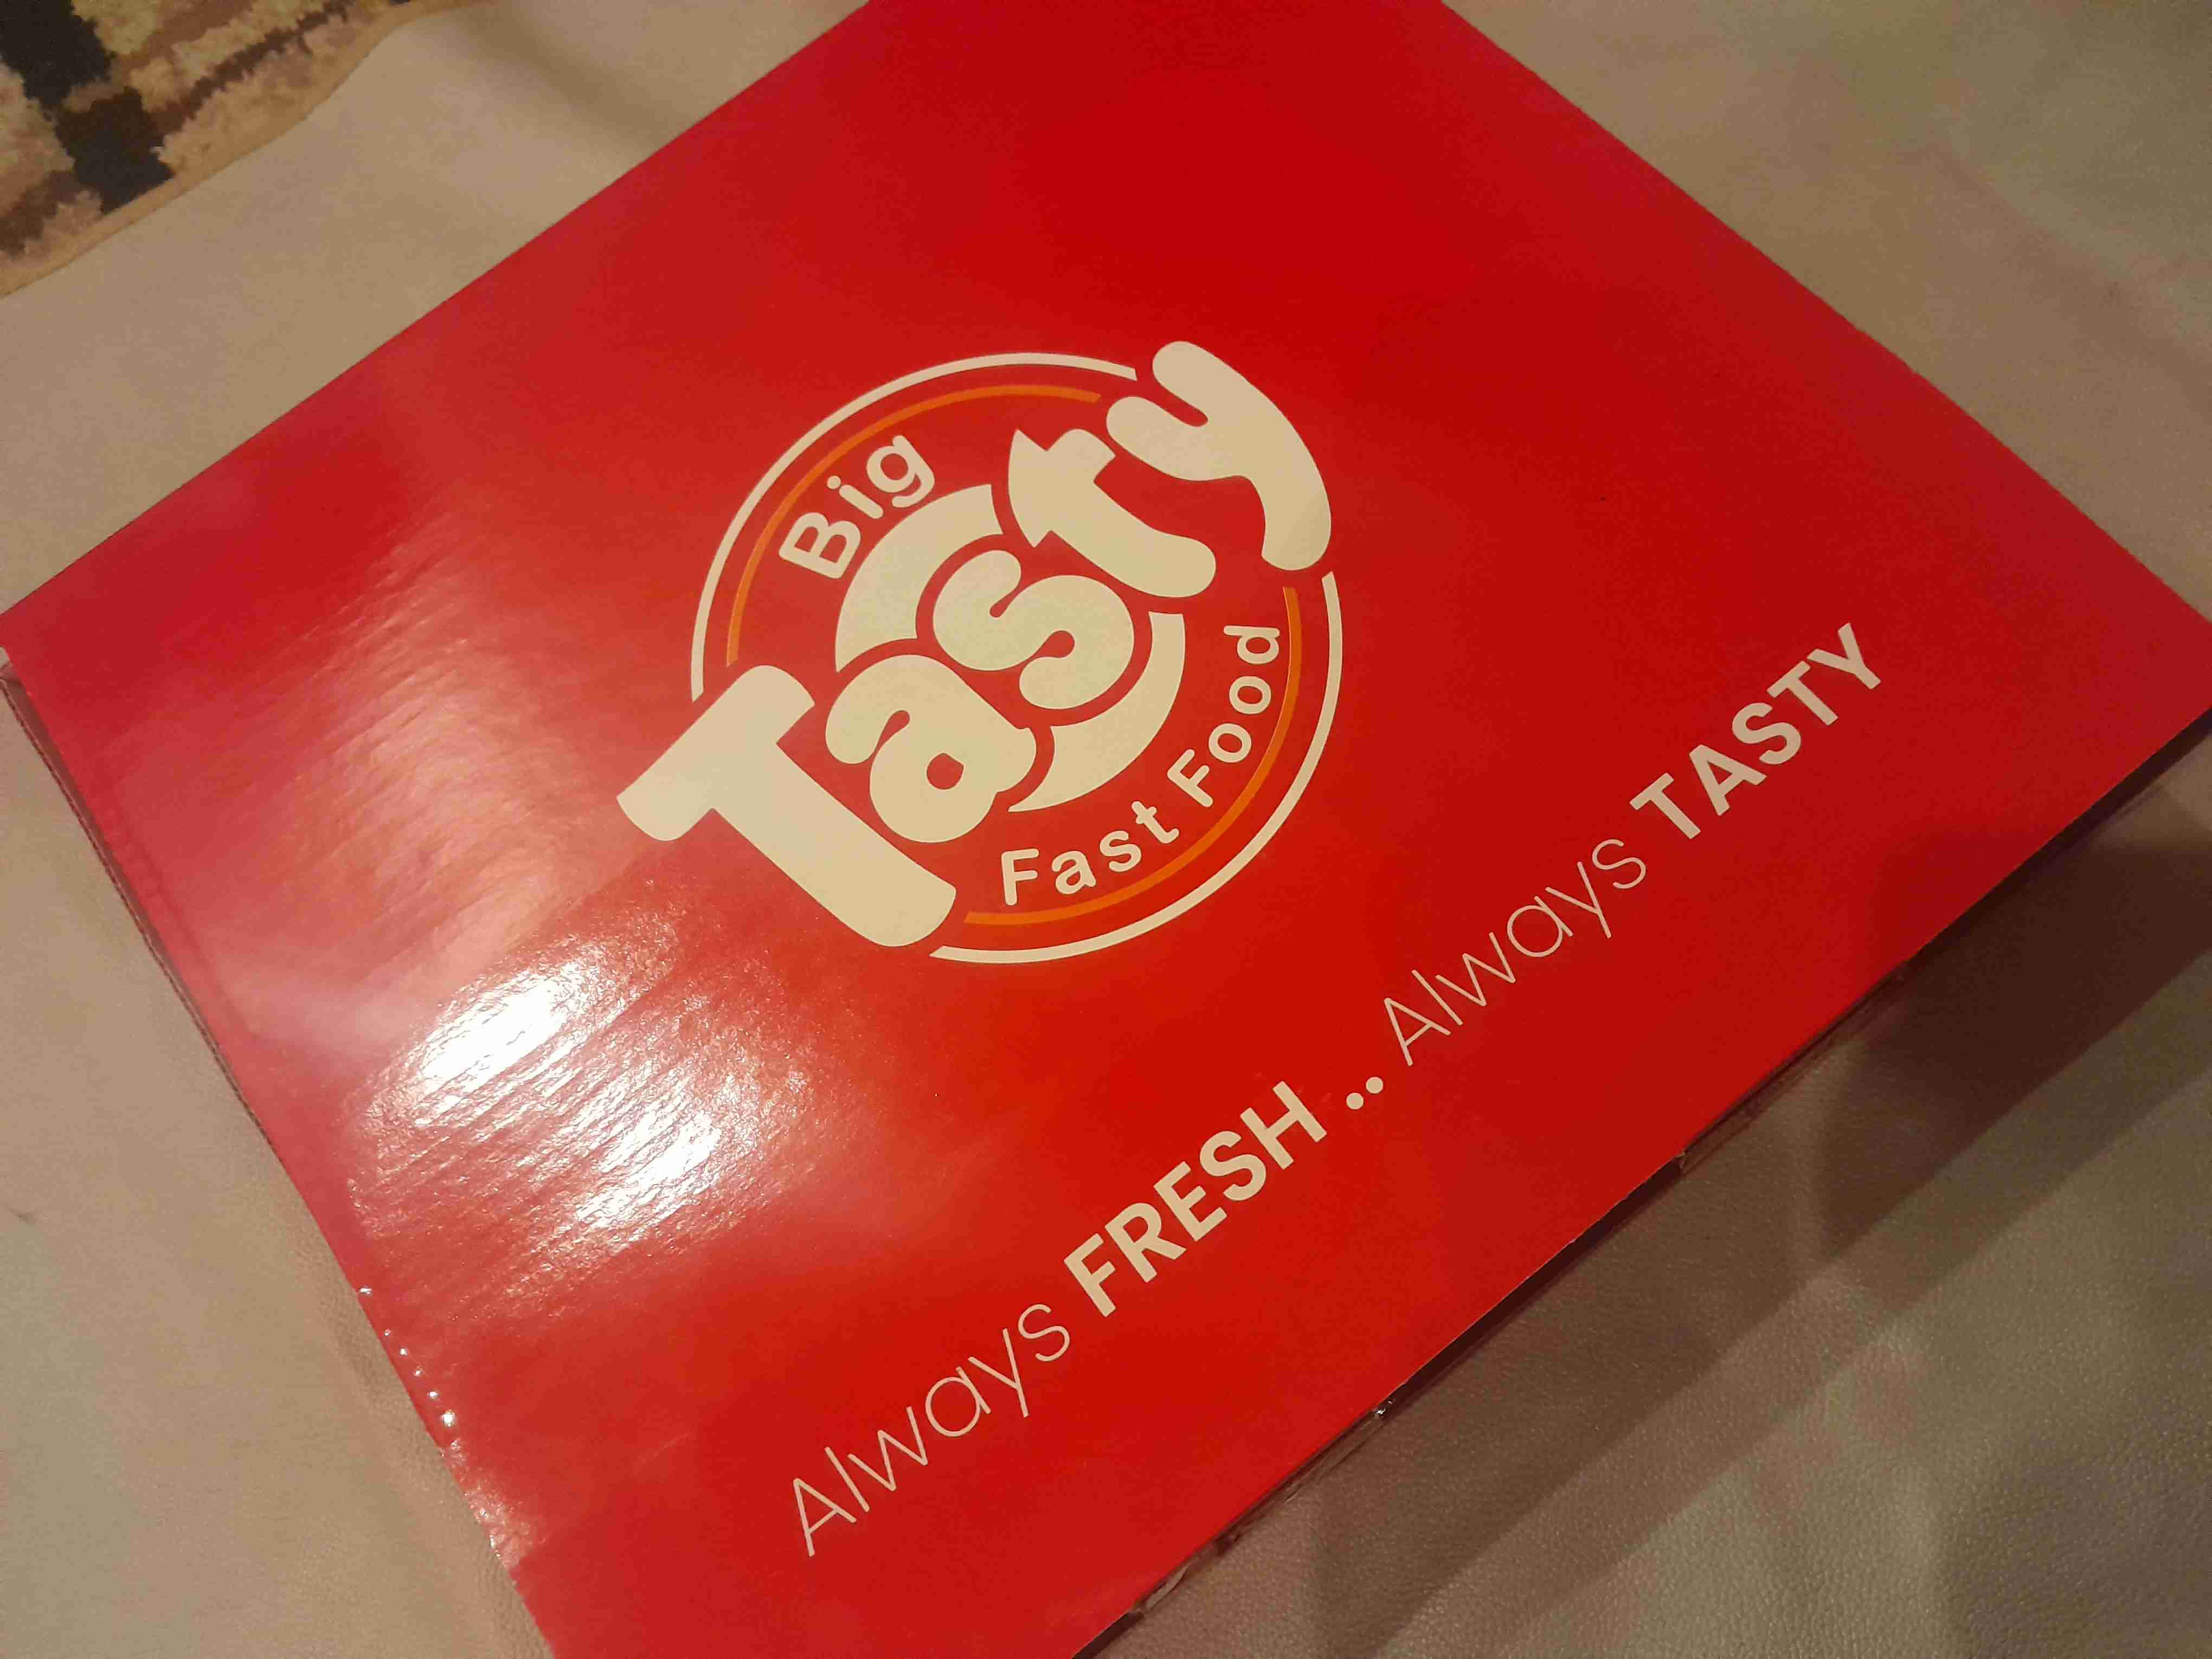 Big
Tasty
Fast Food
Always FRESH .. Always TASTY